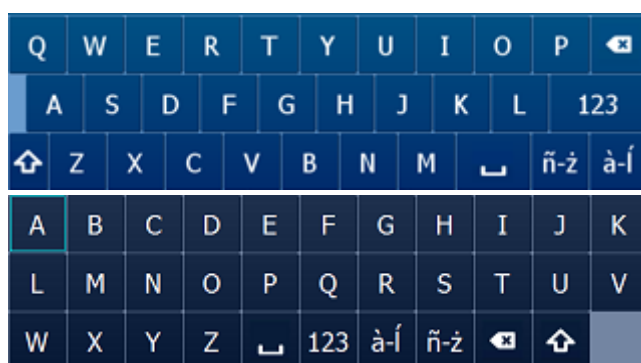 Q W E R T Y U I O P
A S D F G H J K L 123
Z X C V B N M ñ-ż à-Í
A B C D E F G H I J K
L M N O P Q R S T U V
W X Y Z 123 à-Í ñ-ż